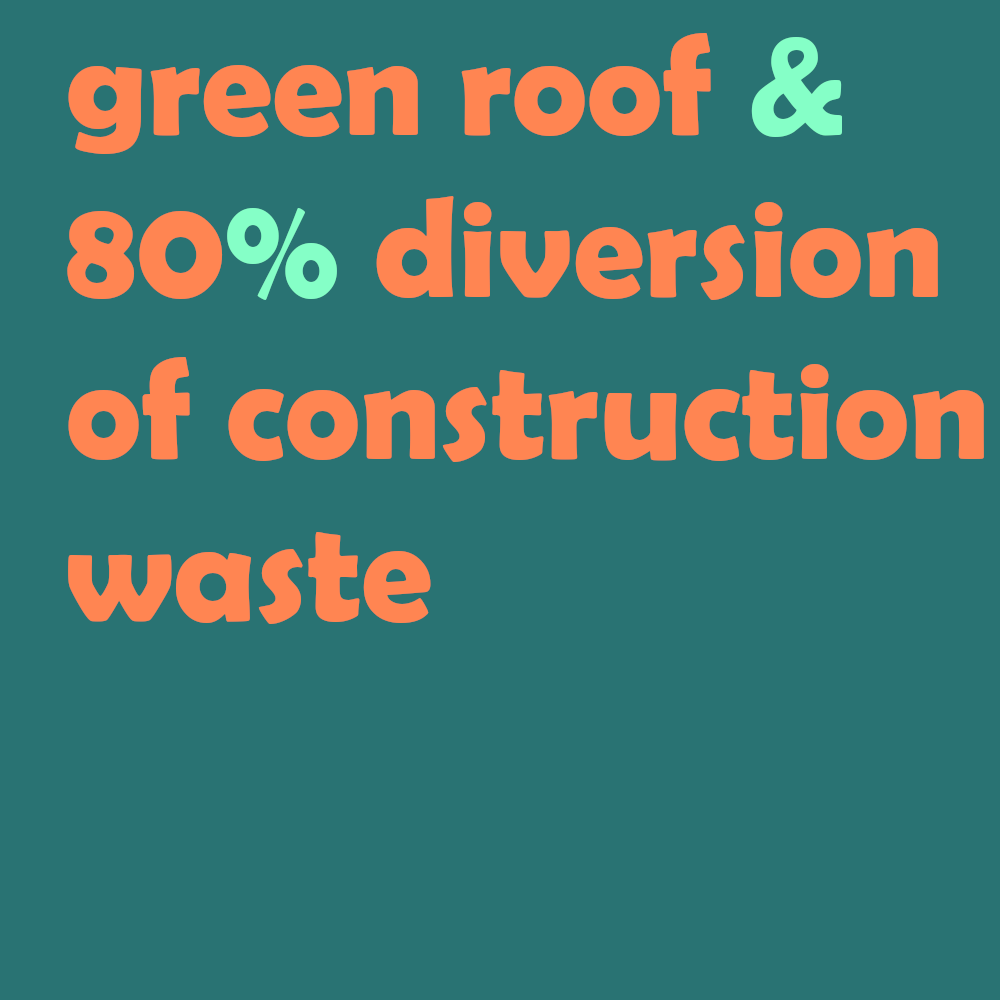 green roof &
80% diversion
of construction
waste